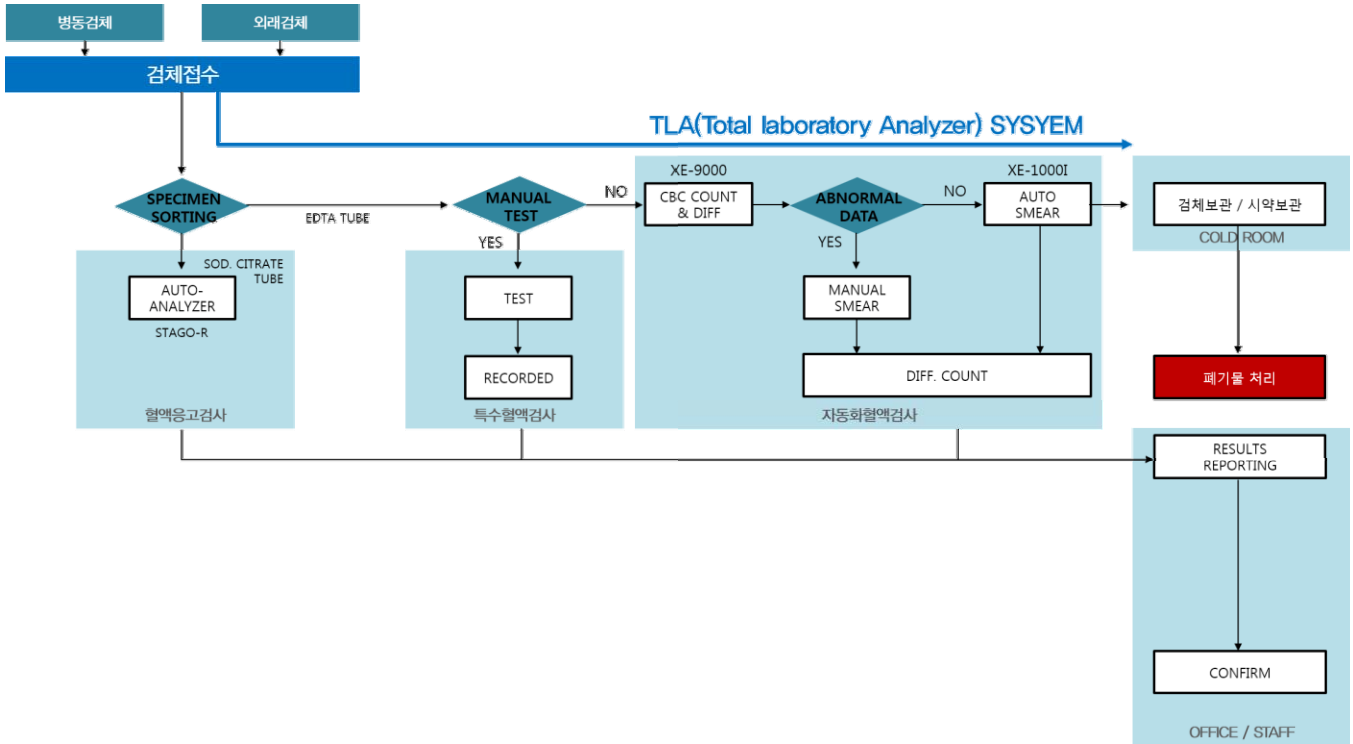 병동검체
외래검체
검체접수
TLA(Total laboratory Analyzer) SYSYEM
SPECIMEN
SORTING
EDTA TUBE
MANUAL
TEST
NO
YES
XE-9000
CBC COUNT
& DIFF
ABNORMAL
DATA
NO
YES
XE-1000I
AUTO
SMEAR
검체보관 / 시약보관
COLD ROOM
SOD. CITRATE
TUBE
AUTO-
ANALYZER
STAGO-R
혈액응고검사
TEST
RECORDED
특수혈액검사
MANUAL
SMEAR
DIFF. COUNT
자동화혈액검사
폐기물 처리
RESULTS
REPORTING
CONFIRM
OFFICE / STAFF